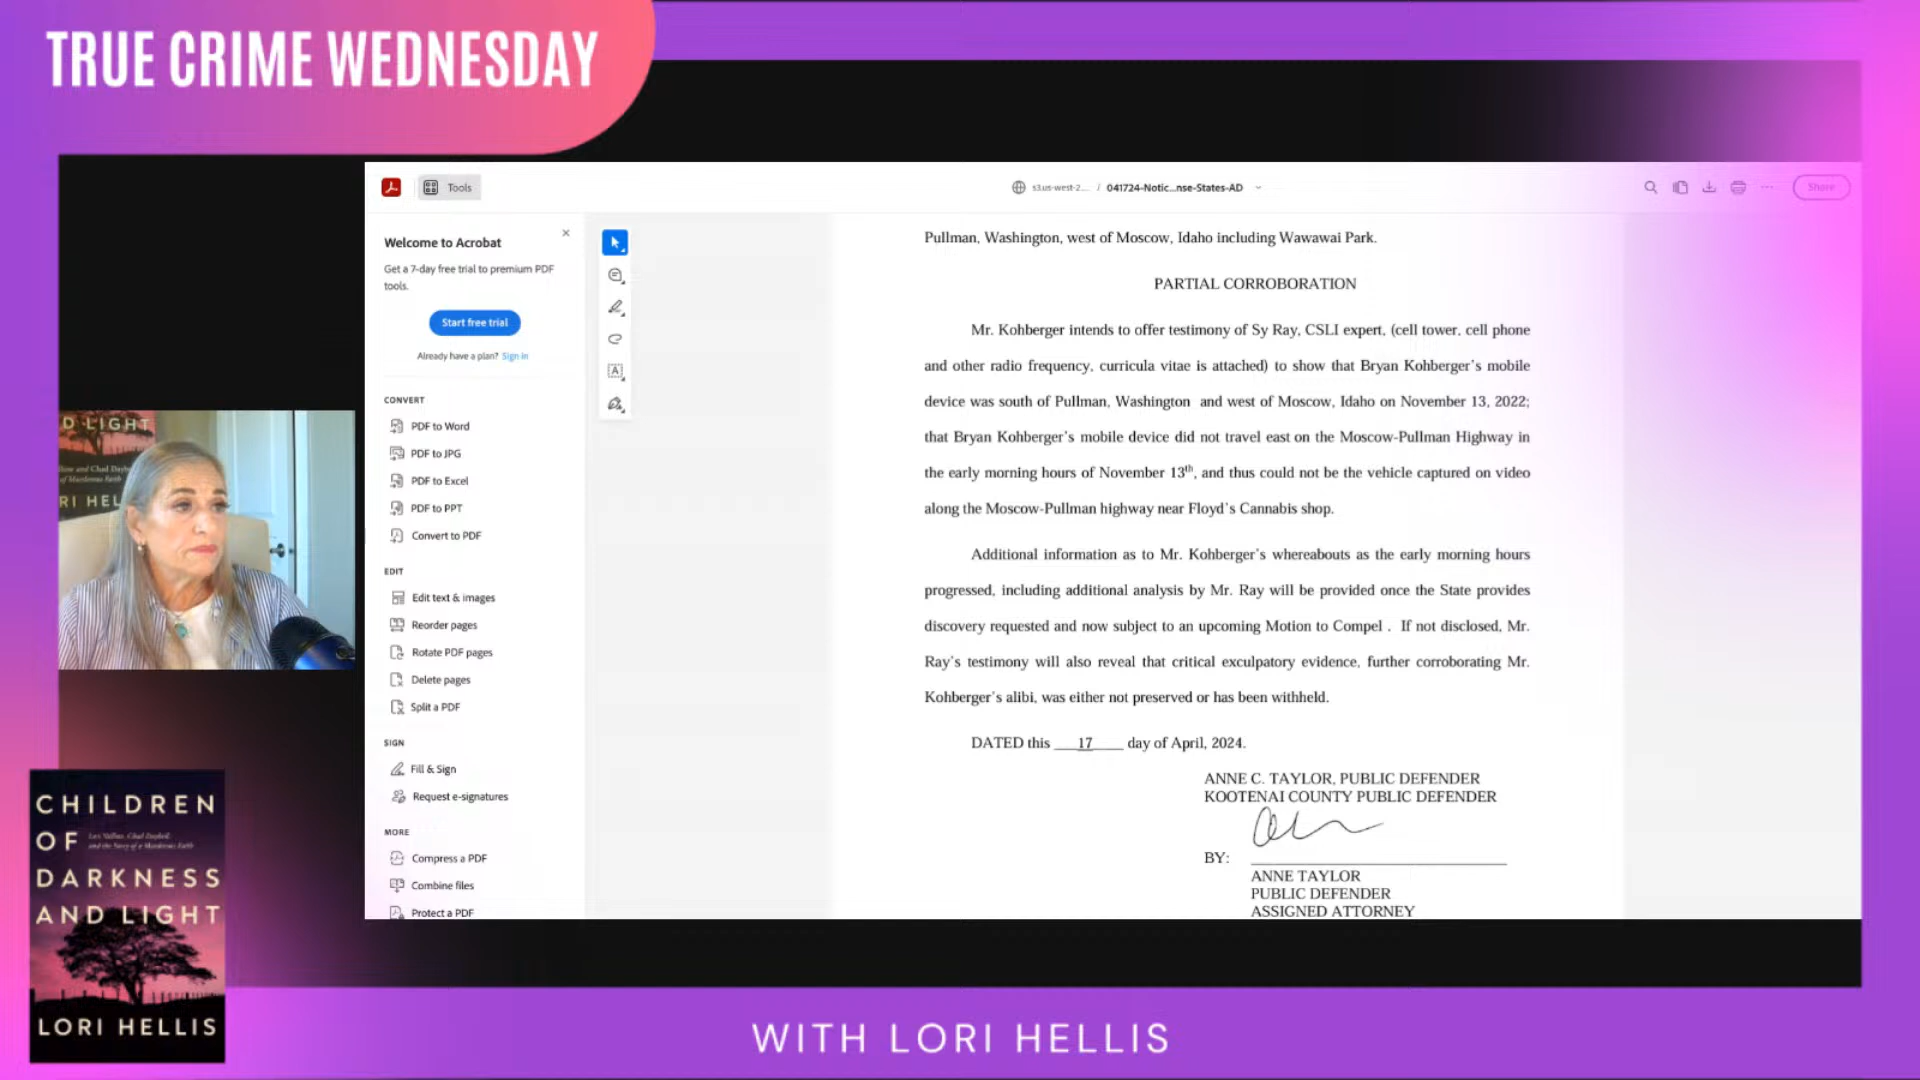 TRUE CRIME WEDNESDAY
Tools
s3.us-west-2... / 041724-Notic...nse-States-AD
Share
Welcome to Acrobat
Get a 7-day free trial to premium PDF
tools.
Start free trial
Already have a plan? Sign in
CONVERT
PDF to Word
PDF to JPG
PDF to Excel
PDF to PPT
Convert to PDF
EDIT
Edit text & images
Reorder pages
Rotate PDF pages
Delete pages
Split a PDF
SIGN
Fill & Sign
Request e-signatures
MORE
Compress a PDF
Combine files
Protect a PDF
Pullman, Washington, west of Moscow, Idaho including Wawawai Park.
PARTIAL CORROBORATION
Mr. Kohberger intends to offer testimony of Sy Ray, CSLI expert, (cell tower, cell phone
and other radio frequency, curricula vitae is attached) to show that Bryan Kohberger's mobile
device was south of Pullman, Washington and west of Moscow, Idaho on November 13, 2022;
that Bryan Kohberger's mobile device did not travel east on the Moscow-Pullman Highway in
the early morning hours of November 13th, and thus could not be the vehicle captured on video
along the Moscow-Pullman highway near Floyd's Cannabis shop.
Additional information as to Mr. Kohberger's whereabouts as the early morning hours
progressed, including additional analysis by Mr. Ray will be provided once the State provides
discovery requested and now subject to an upcoming Motion to Compel . If not disclosed, Mr.
Ray's testimony will also reveal that critical exculpatory evidence, further corroborating Mr.
Kohberger's alibi, was either not preserved or has been withheld.
DATED this ___17____ day of April, 2024.
ANNE C. TAYLOR, PUBLIC DEFENDER
KOOTENAI COUNTY PUBLIC DEFENDER
BY:
ANNE TAYLOR
PUBLIC DEFENDER
ASSIGNED ATTORNEY
D LIGHT
RI HEL
CHILDREN
OF
DARKNESS
AND LIGHT
LORI HELLIS
WITH LORI HELLIS